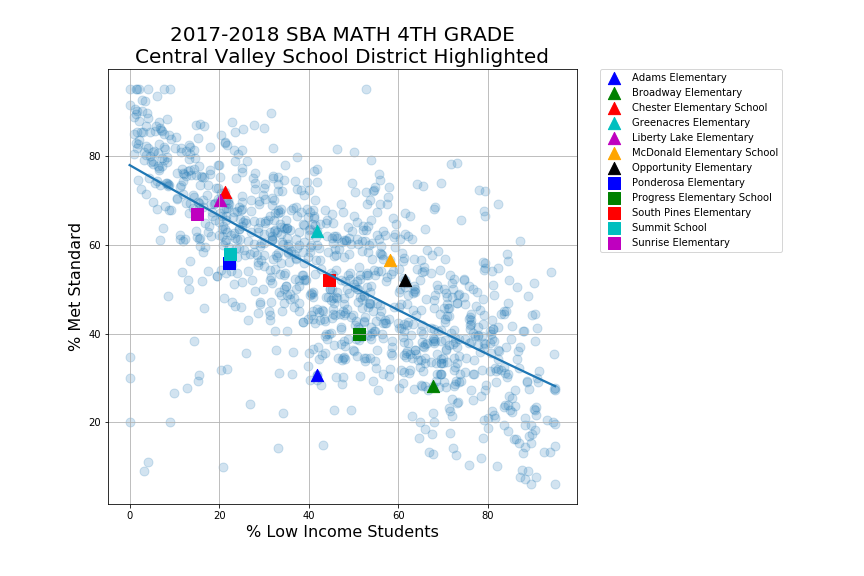 2017-2018 SBA MATH 4TH GRADE
Central Valley School District Highlighted
% Met Standard
80
60
40
20
0
20
40
60
80
% Low Income Students
Adams Elementary
Broadway Elementary
Chester Elementary School
Greenacres Elementary
Liberty Lake Elementary
McDonald Elementary School
Opportunity Elementary
Ponderosa Elementary
Progress Elementary School
South Pines Elementary
Summit School
Sunrise Elementary